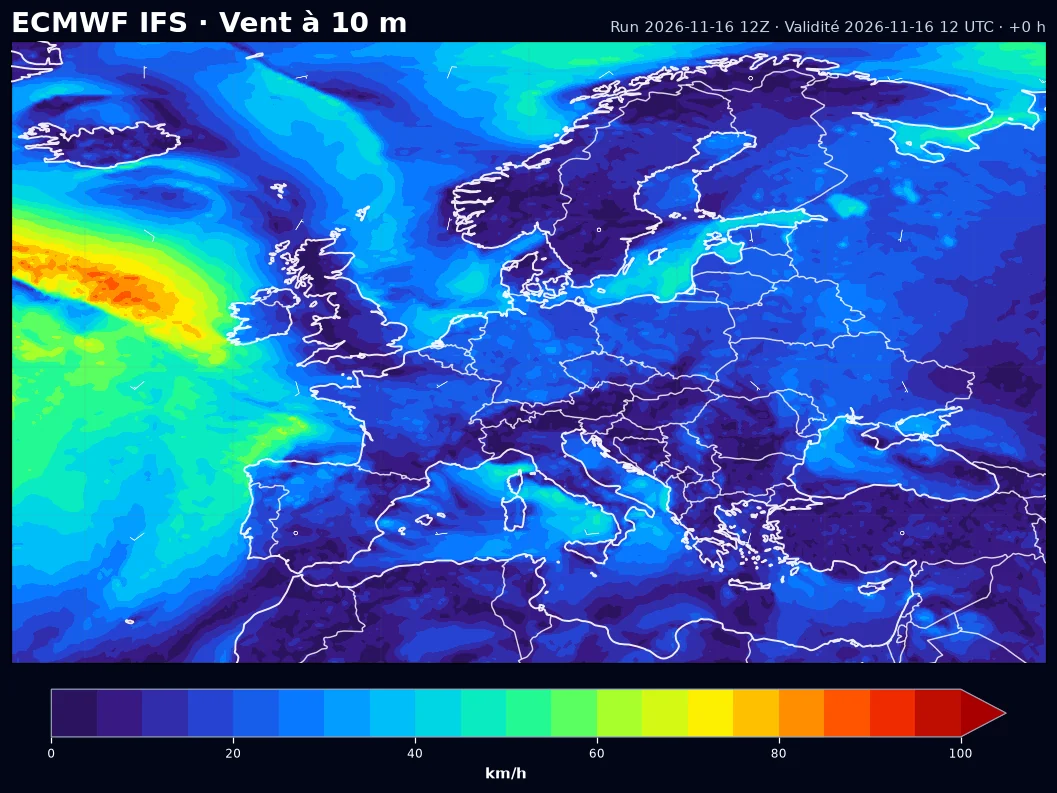 ECMWF IFS · Vent à 10 m
Run 2026-11-16 12Z · Validité 2026-11-16 12 UTC · +0 h
0 20 40 60 80 100
km/h